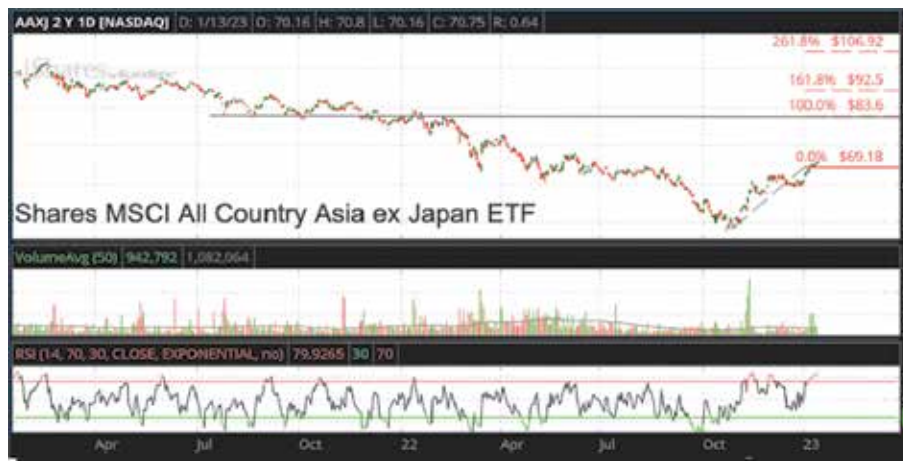 AAXJ 2 Y 1D [NASDAQ] D: 1/13/23 O: 70.16 H: 70.8 L: 70.16 C: 70.75 R: 0.64
261.8% $106.92
iShares
161.8% $92.5
100.0% $83.6
0.0% $69.18
Shares MSCI All Country Asia ex Japan ETF
VolumeAvg (50) 942,792 1,082,064
RSI (14, 70, 30, CLOSE, EXPONENTIAL, no) 79.9265 30 70
Apr Jul Oct 22 Apr Jul Oct 23